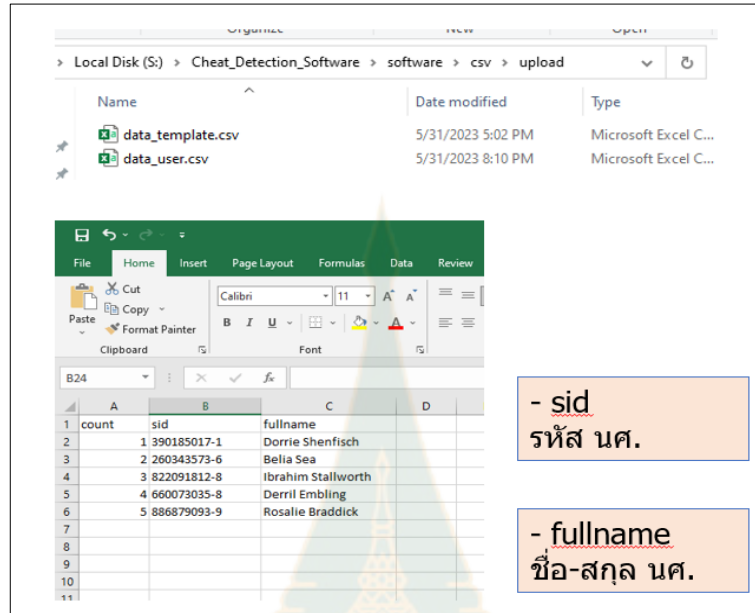 Organize New Open
> Local Disk (S:) > Cheat_Detection_Software > software > csv > upload
Name Date modified Type
data_template.csv 5/31/2023 5:02 PM Microsoft Excel C...
data_user.csv 5/31/2023 8:10 PM Microsoft Excel C...
File Home Insert Page Layout Formulas Data Review
Cut
Copy
Paste
Format Painter
Calibri 11 A A
B I U A
Clipboard Font
B24 fx
A B C D
1 count sid fullname
2 1 390185017-1 Dorrie Shenfisch
3 2 260343573-6 Belia Sea
4 3 822091812-8 Ibrahim Stallworth
5 4 660073035-8 Derril Embling
6 5 886879093-9 Rosalie Braddick
7
8
9
10
11
- sid
รหัส นศ.
- fullname
ชื่อ-สกุล นศ.